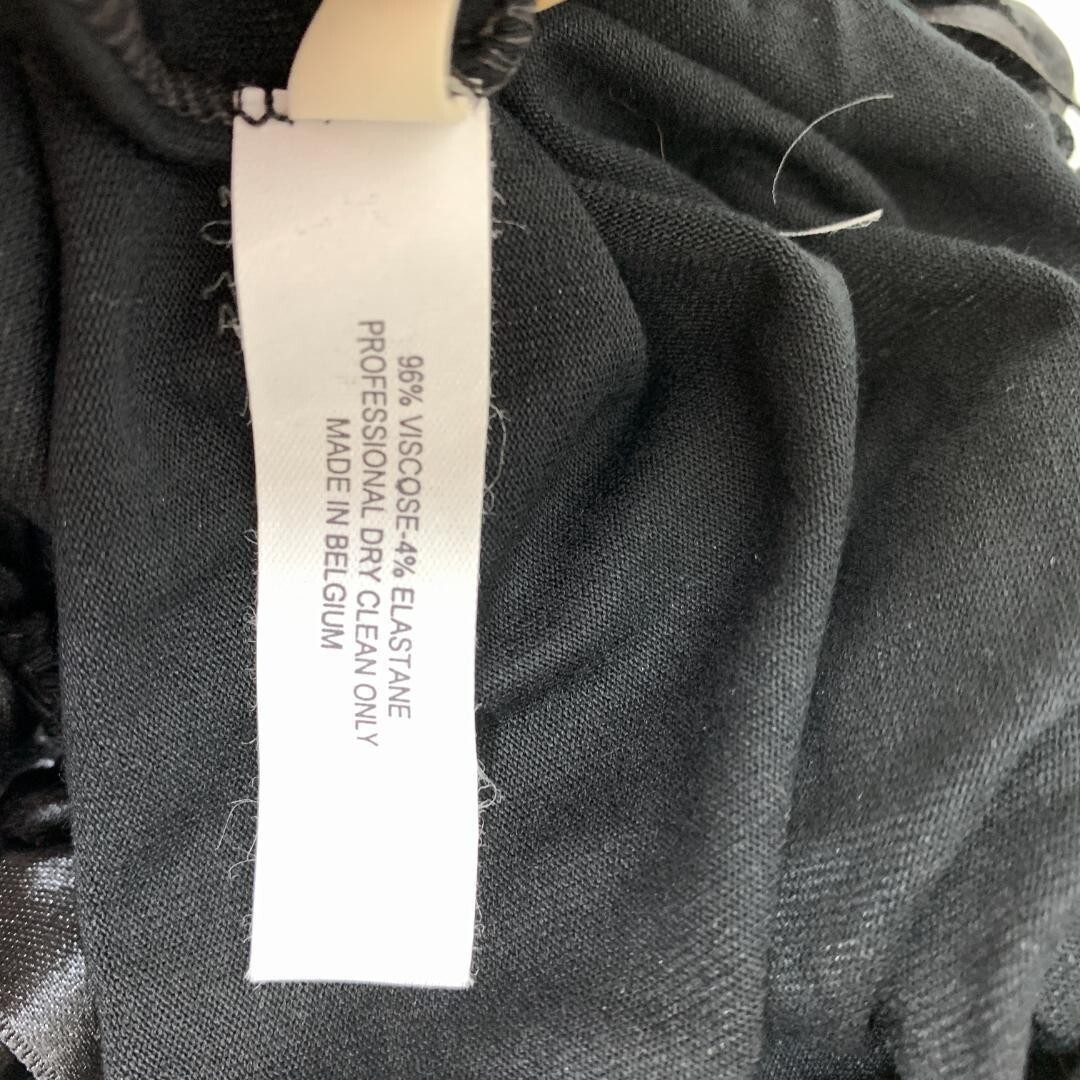 96% VISCOSE-4% ELASTANE
PROFESSIONAL DRY CLEAN ONLY
MADE IN BELGIUM